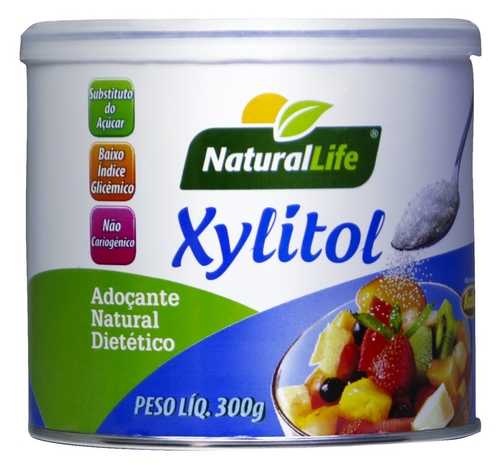 Substituto
do
Açúcar
Baixo
Índice
Glicêmico
Não
Cariogênico
NaturalLife®
Xylitol
Adoçante
Natural
Dietético
PESO LÍQ. 300g